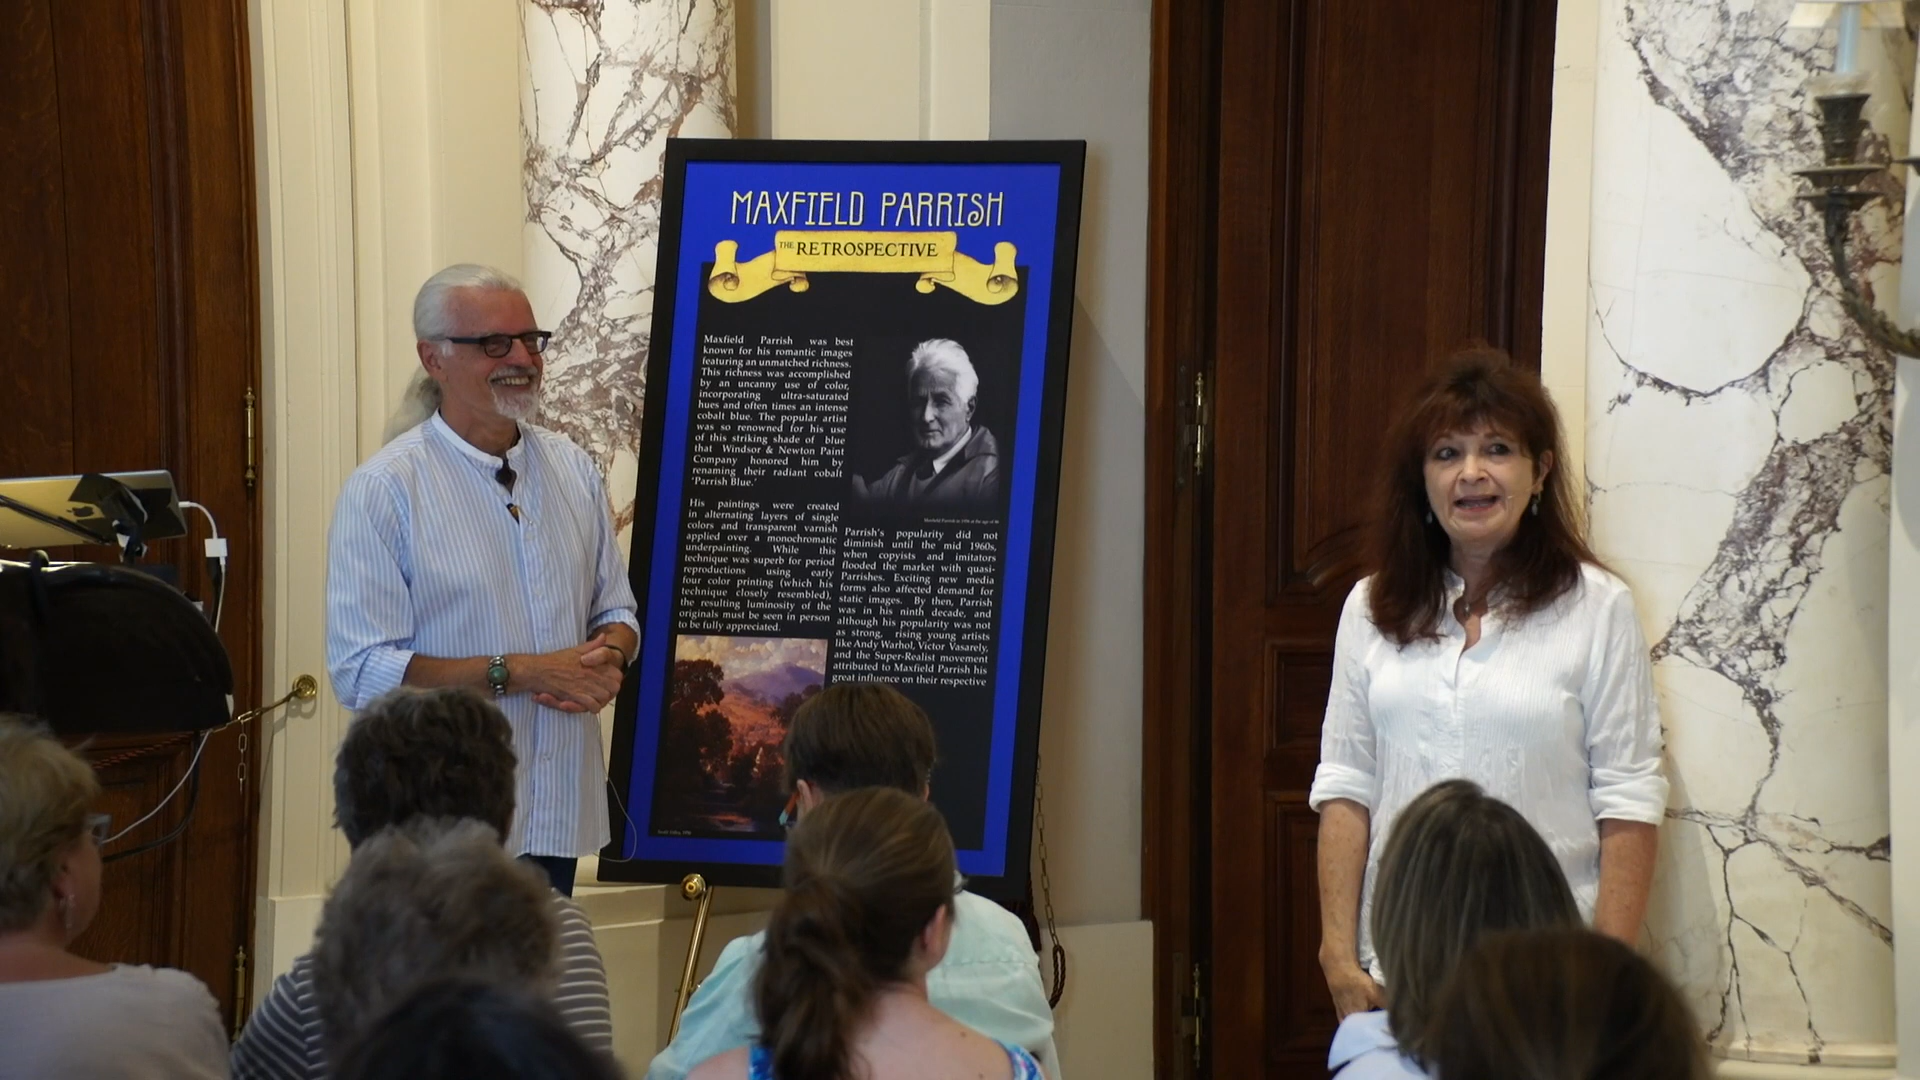 MAXFIELD PARRISH
THE RETROSPECTIVE
Maxfield Parrish was best
known for his romantic images
featuring an unmatched richness.
This richness was accomplished
by an uncanny use of color,
incorporating ultra-saturated
hues and often times an intense
cobalt blue. The popular artist
was so renowned for his use
of this striking shade of blue
that Windsor & Newton Paint
Company honored him by
renaming their radiant cobalt
'Parrish Blue.'
His paintings were created
in alternating layers of single
colors and transparent varnish
applied over a monochromatic
underpainting. While this
technique was superb for period
reproductions using early
four color printing (which his
technique closely resembled),
the resulting luminosity of the
originals must be seen in person
to be fully appreciated.
Parrish's popularity did not
diminish until the mid 1960s,
when copyists and imitators
flooded the market with quasi-
Parrishes. Exciting new media
forms also affected demand for
static images. By then, Parrish
was in his ninth decade, and
although his popularity was not
as strong, rising young artists
like Andy Warhol, Victor Vasarely,
and the Super-Realist movement
attributed to Maxfield Parrish his
great influence on their respective